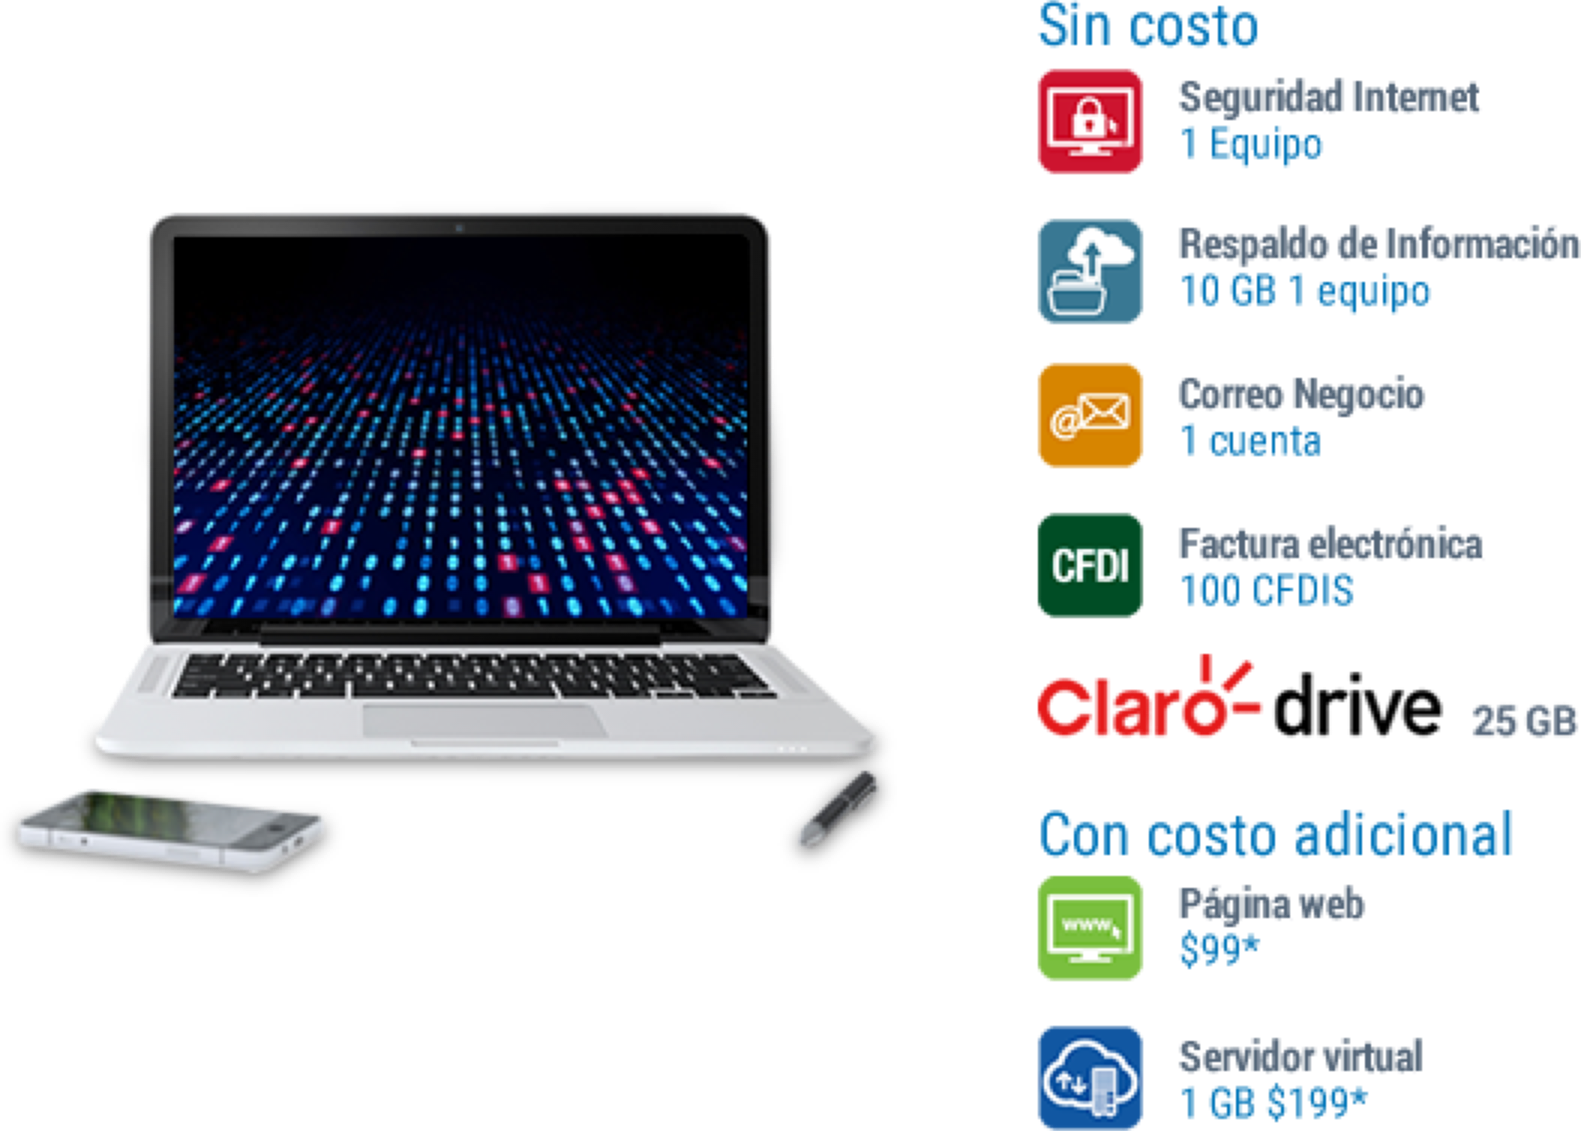 Sin costo
Seguridad Internet
1 Equipo
Respaldo de Información
10 GB 1 equipo
@
Correo Negocio
1 cuenta
CFDI
Factura electrónica
100 CFDIS
Claro-drive 25 GB
Con costo adicional
www
Página web
$99*
Servidor virtual
1 GB $199*